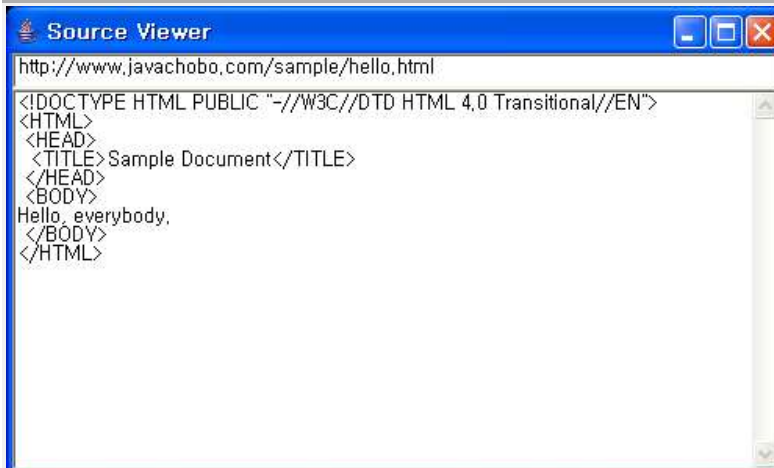 Source Viewer
http://www.javachobo.com/sample/hello.html
<!DOCTYPE HTML PUBLIC "-//W3C//DTD HTML 4.0 Transitional//EN">
<HTML>
 <HEAD>
  <TITLE>Sample Document</TITLE>
 </HEAD>
 <BODY>
Hello, everybody.
 </BODY>
</HTML>